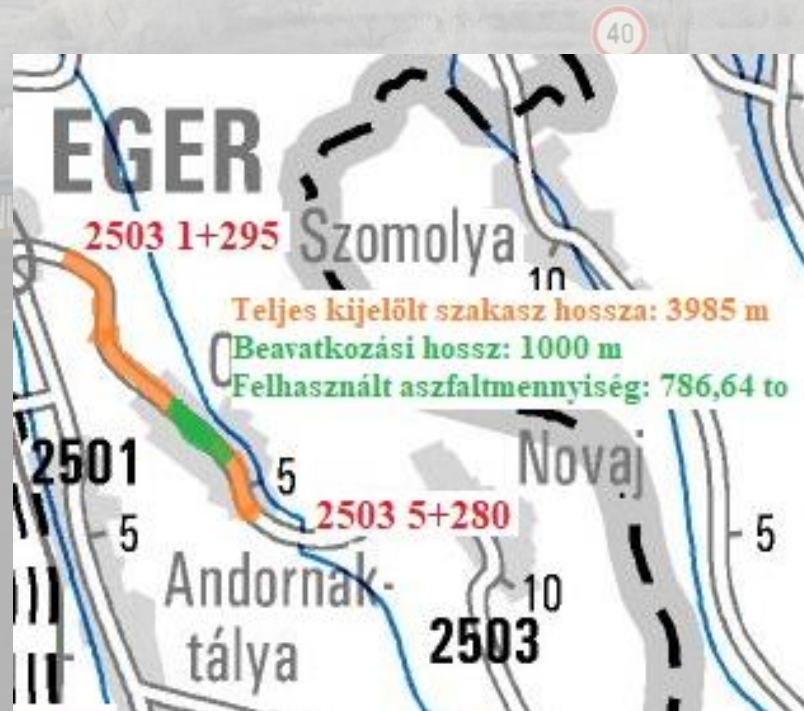 40
EGER
2503 1+295
Szomolya
10
Teljes kijelölt szakasz hossza: 3985 m
Beavatkozási hossz: 1000 m
Felhasznált aszfaltmennyiség: 786,64 to
2501
Novaj
5
2503 5+280
5
5
Andornak-
tálya
10
2503